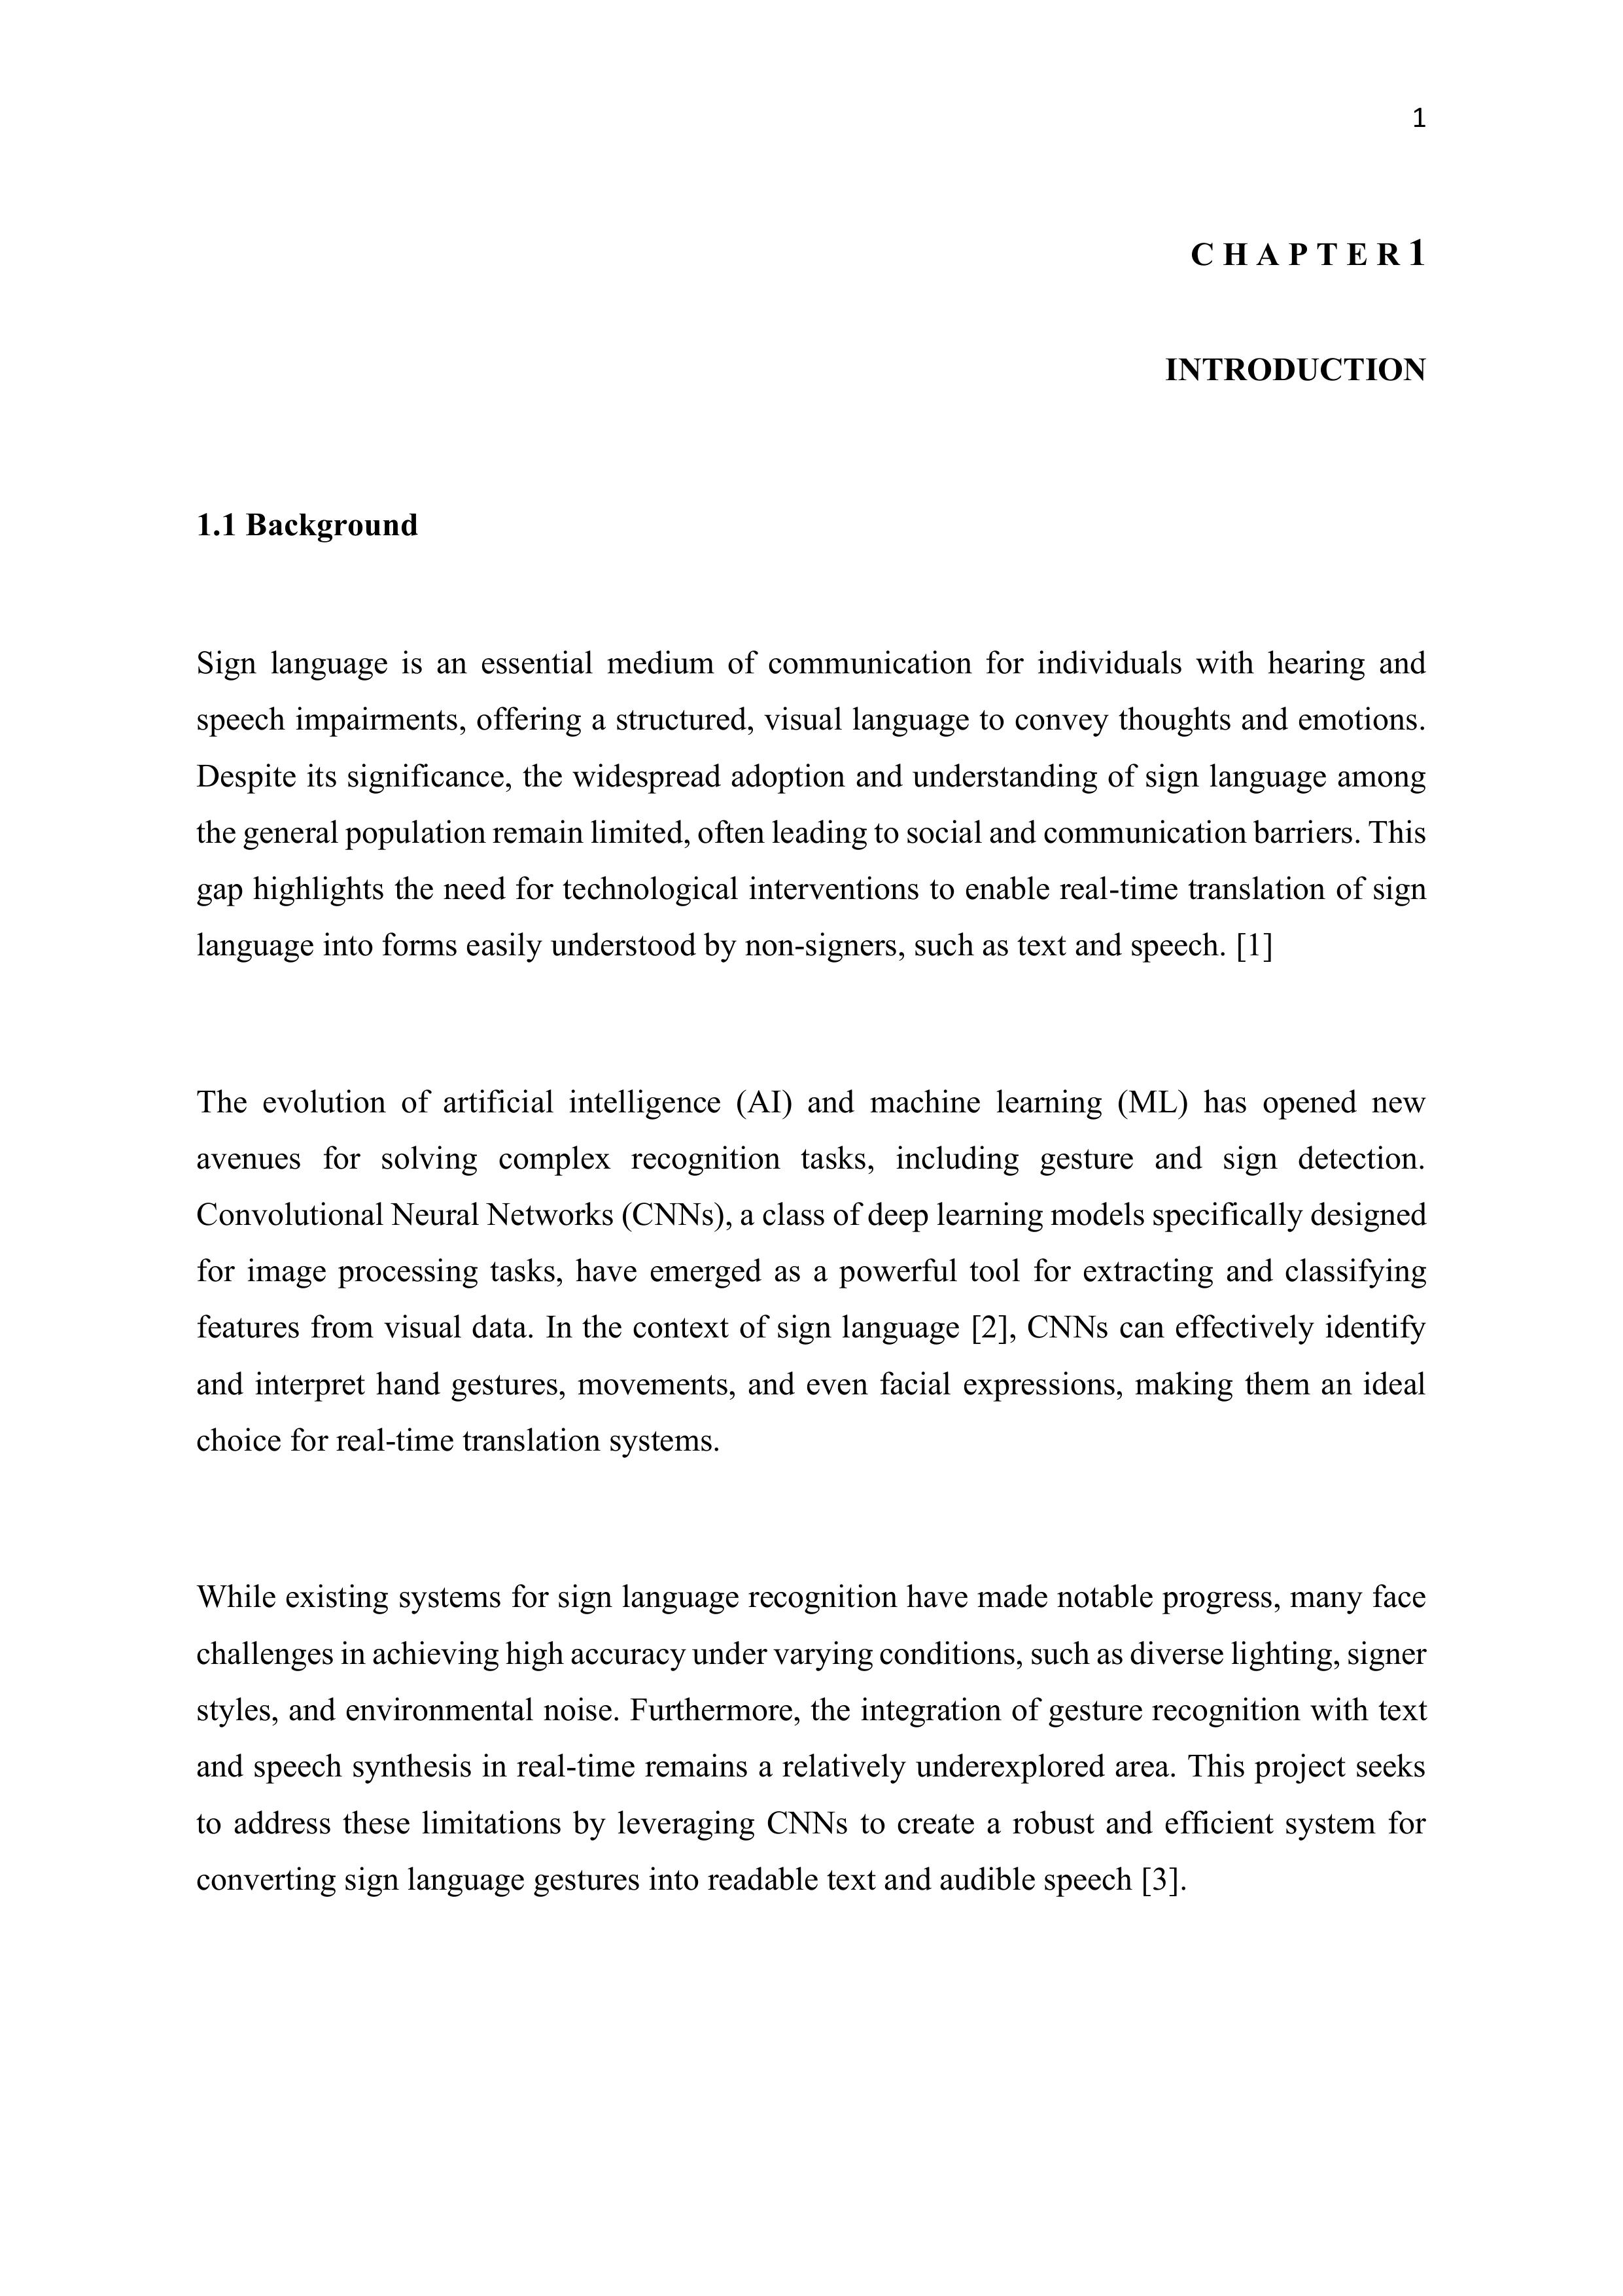 1
C H A P T E R 1
INTRODUCTION
1.1 Background
Sign language is an essential medium of communication for individuals with hearing and
speech impairments, offering a structured, visual language to convey thoughts and emotions.
Despite its significance, the widespread adoption and understanding of sign language among
the general population remain limited, often leading to social and communication barriers. This
gap highlights the need for technological interventions to enable real-time translation of sign
language into forms easily understood by non-signers, such as text and speech. [1]
The evolution of artificial intelligence (AI) and machine learning (ML) has opened new
avenues for solving complex recognition tasks, including gesture and sign detection.
Convolutional Neural Networks (CNNs), a class of deep learning models specifically designed
for image processing tasks, have emerged as a powerful tool for extracting and classifying
features from visual data. In the context of sign language [2], CNNs can effectively identify
and interpret hand gestures, movements, and even facial expressions, making them an ideal
choice for real-time translation systems.
While existing systems for sign language recognition have made notable progress, many face
challenges in achieving high accuracy under varying conditions, such as diverse lighting, signer
styles, and environmental noise. Furthermore, the integration of gesture recognition with text
and speech synthesis in real-time remains a relatively underexplored area. This project seeks
to address these limitations by leveraging CNNs to create a robust and efficient system for
converting sign language gestures into readable text and audible speech [3].